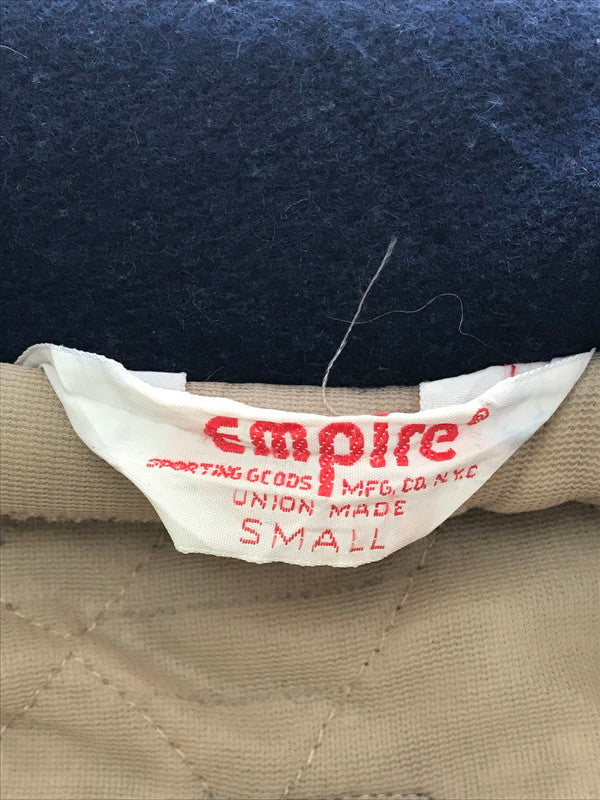 empire®
SPORTING GOODS MFG. CO. N.Y.C
UNION MADE
SMALL